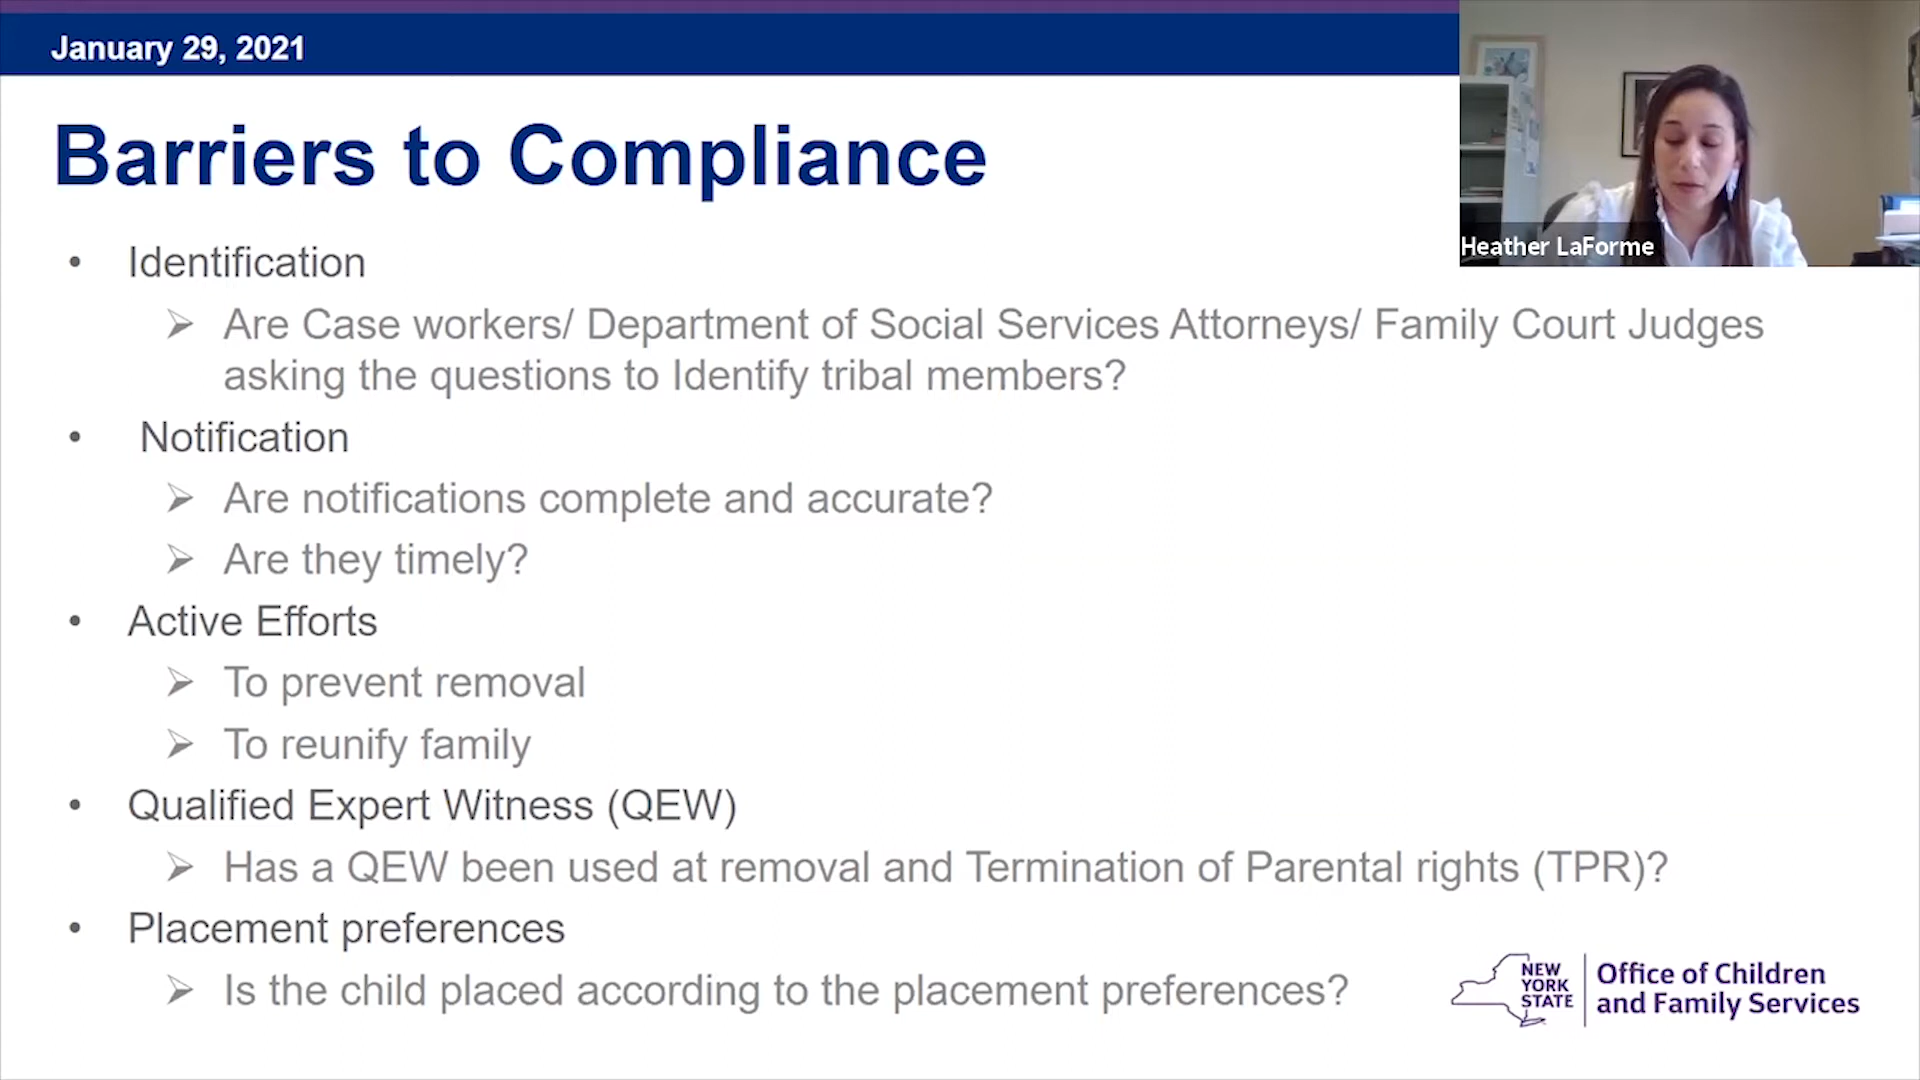 January 29, 2021
Heather LaForme
Barriers to Compliance
• Identification
➢ Are Case workers/ Department of Social Services Attorneys/ Family Court Judges
asking the questions to Identify tribal members?
• Notification
➢ Are notifications complete and accurate?
➢ Are they timely?
• Active Efforts
➢ To prevent removal
➢ To reunify family
• Qualified Expert Witness (QEW)
➢ Has a QEW been used at removal and Termination of Parental rights (TPR)?
• Placement preferences
➢ Is the child placed according to the placement preferences?
NEW
YORK
STATE
Office of Children
and Family Services